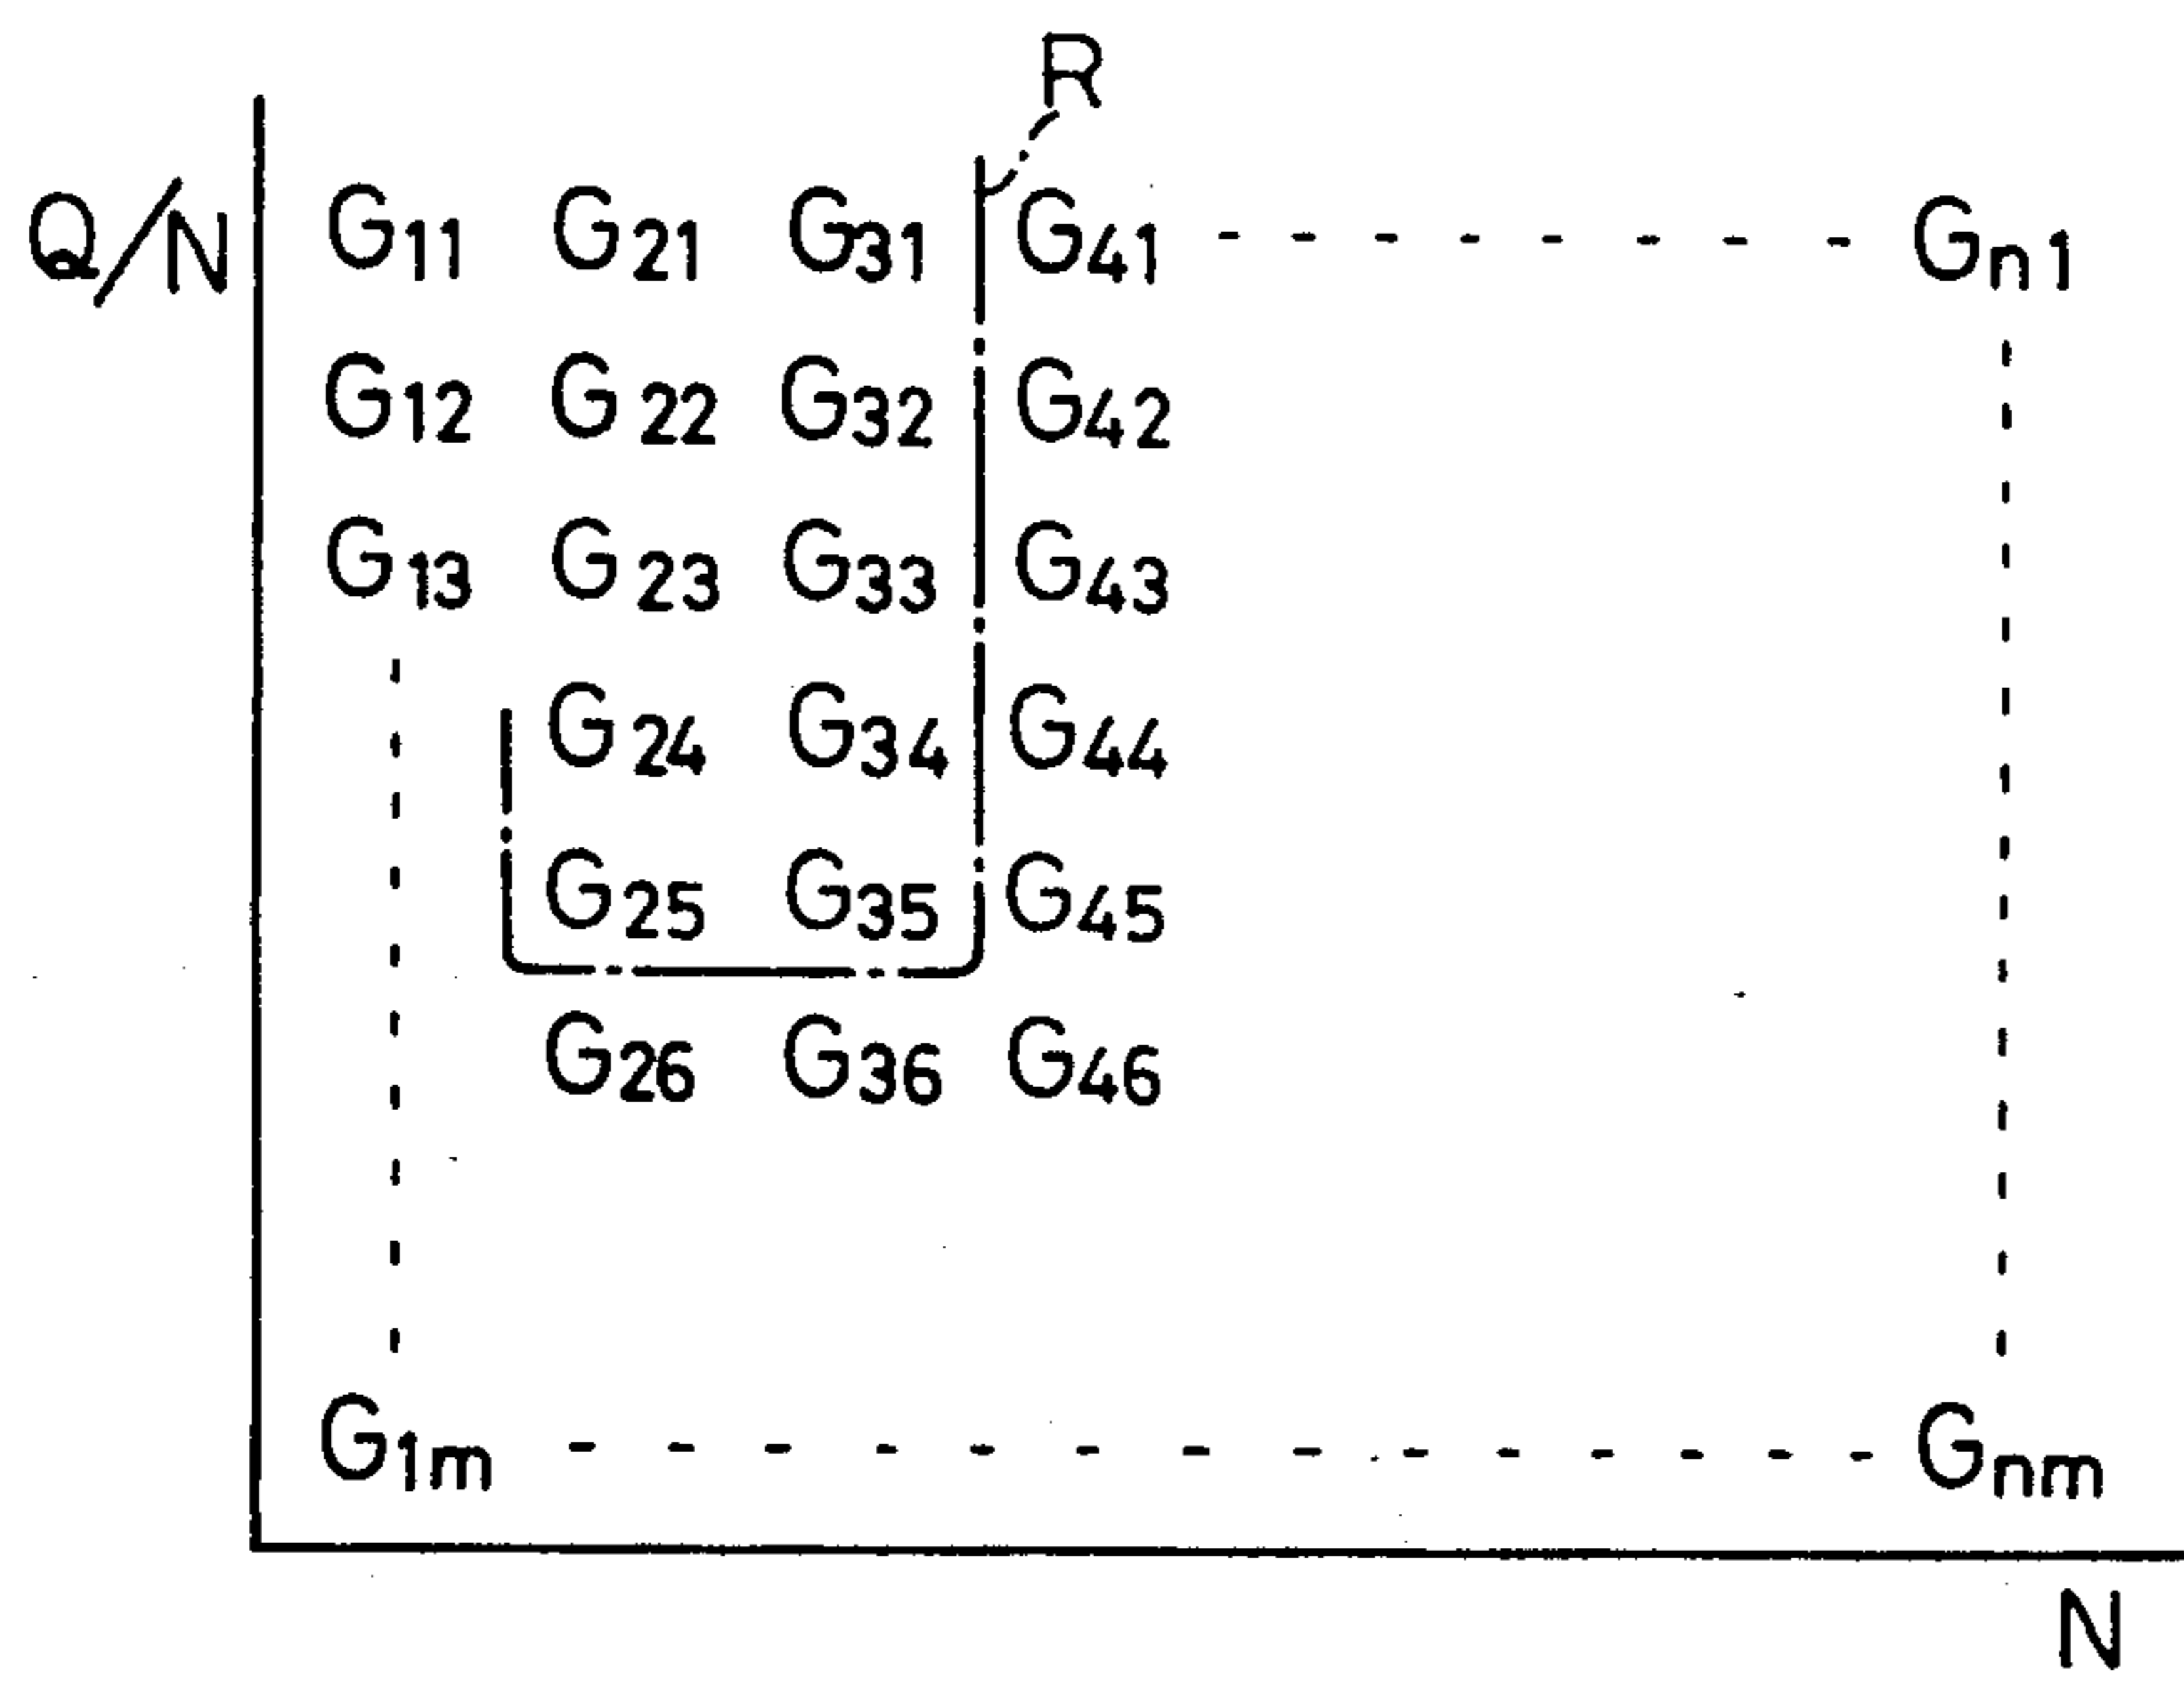 R
Q/N G11 G21 G31 G41 - - - - - - - - Gn1
G12 G22 G32 G42
G13 G23 G33 G43
G24 G34 G44
G25 G35 G45
G26 G36 G46
G1m - - - - - - - - - - - - - - Gnm
N